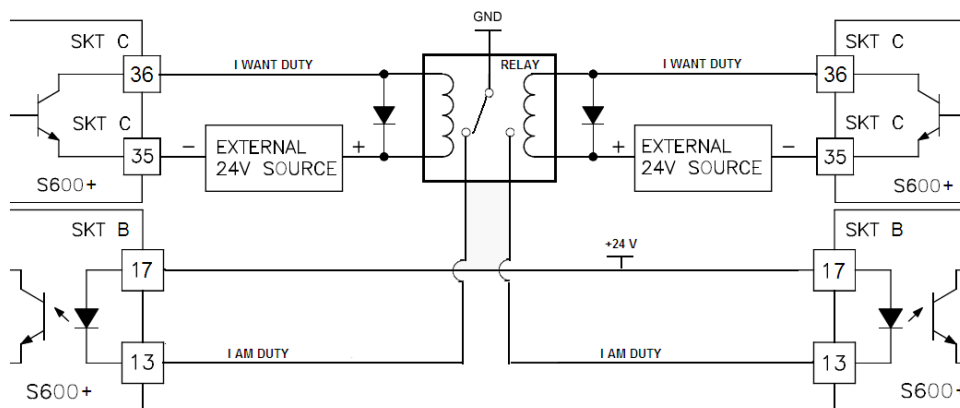 GND
SKT C
SKT C
36
I WANT DUTY
RELAY
I WANT DUTY
36
SKT C
SKT C
35
−
EXTERNAL
24V SOURCE
+
+
EXTERNAL
24V SOURCE
−
35
S600+
S600+
SKT B
SKT B
17
+24 V
17
13
I AM DUTY
I AM DUTY
13
S600+
S600+